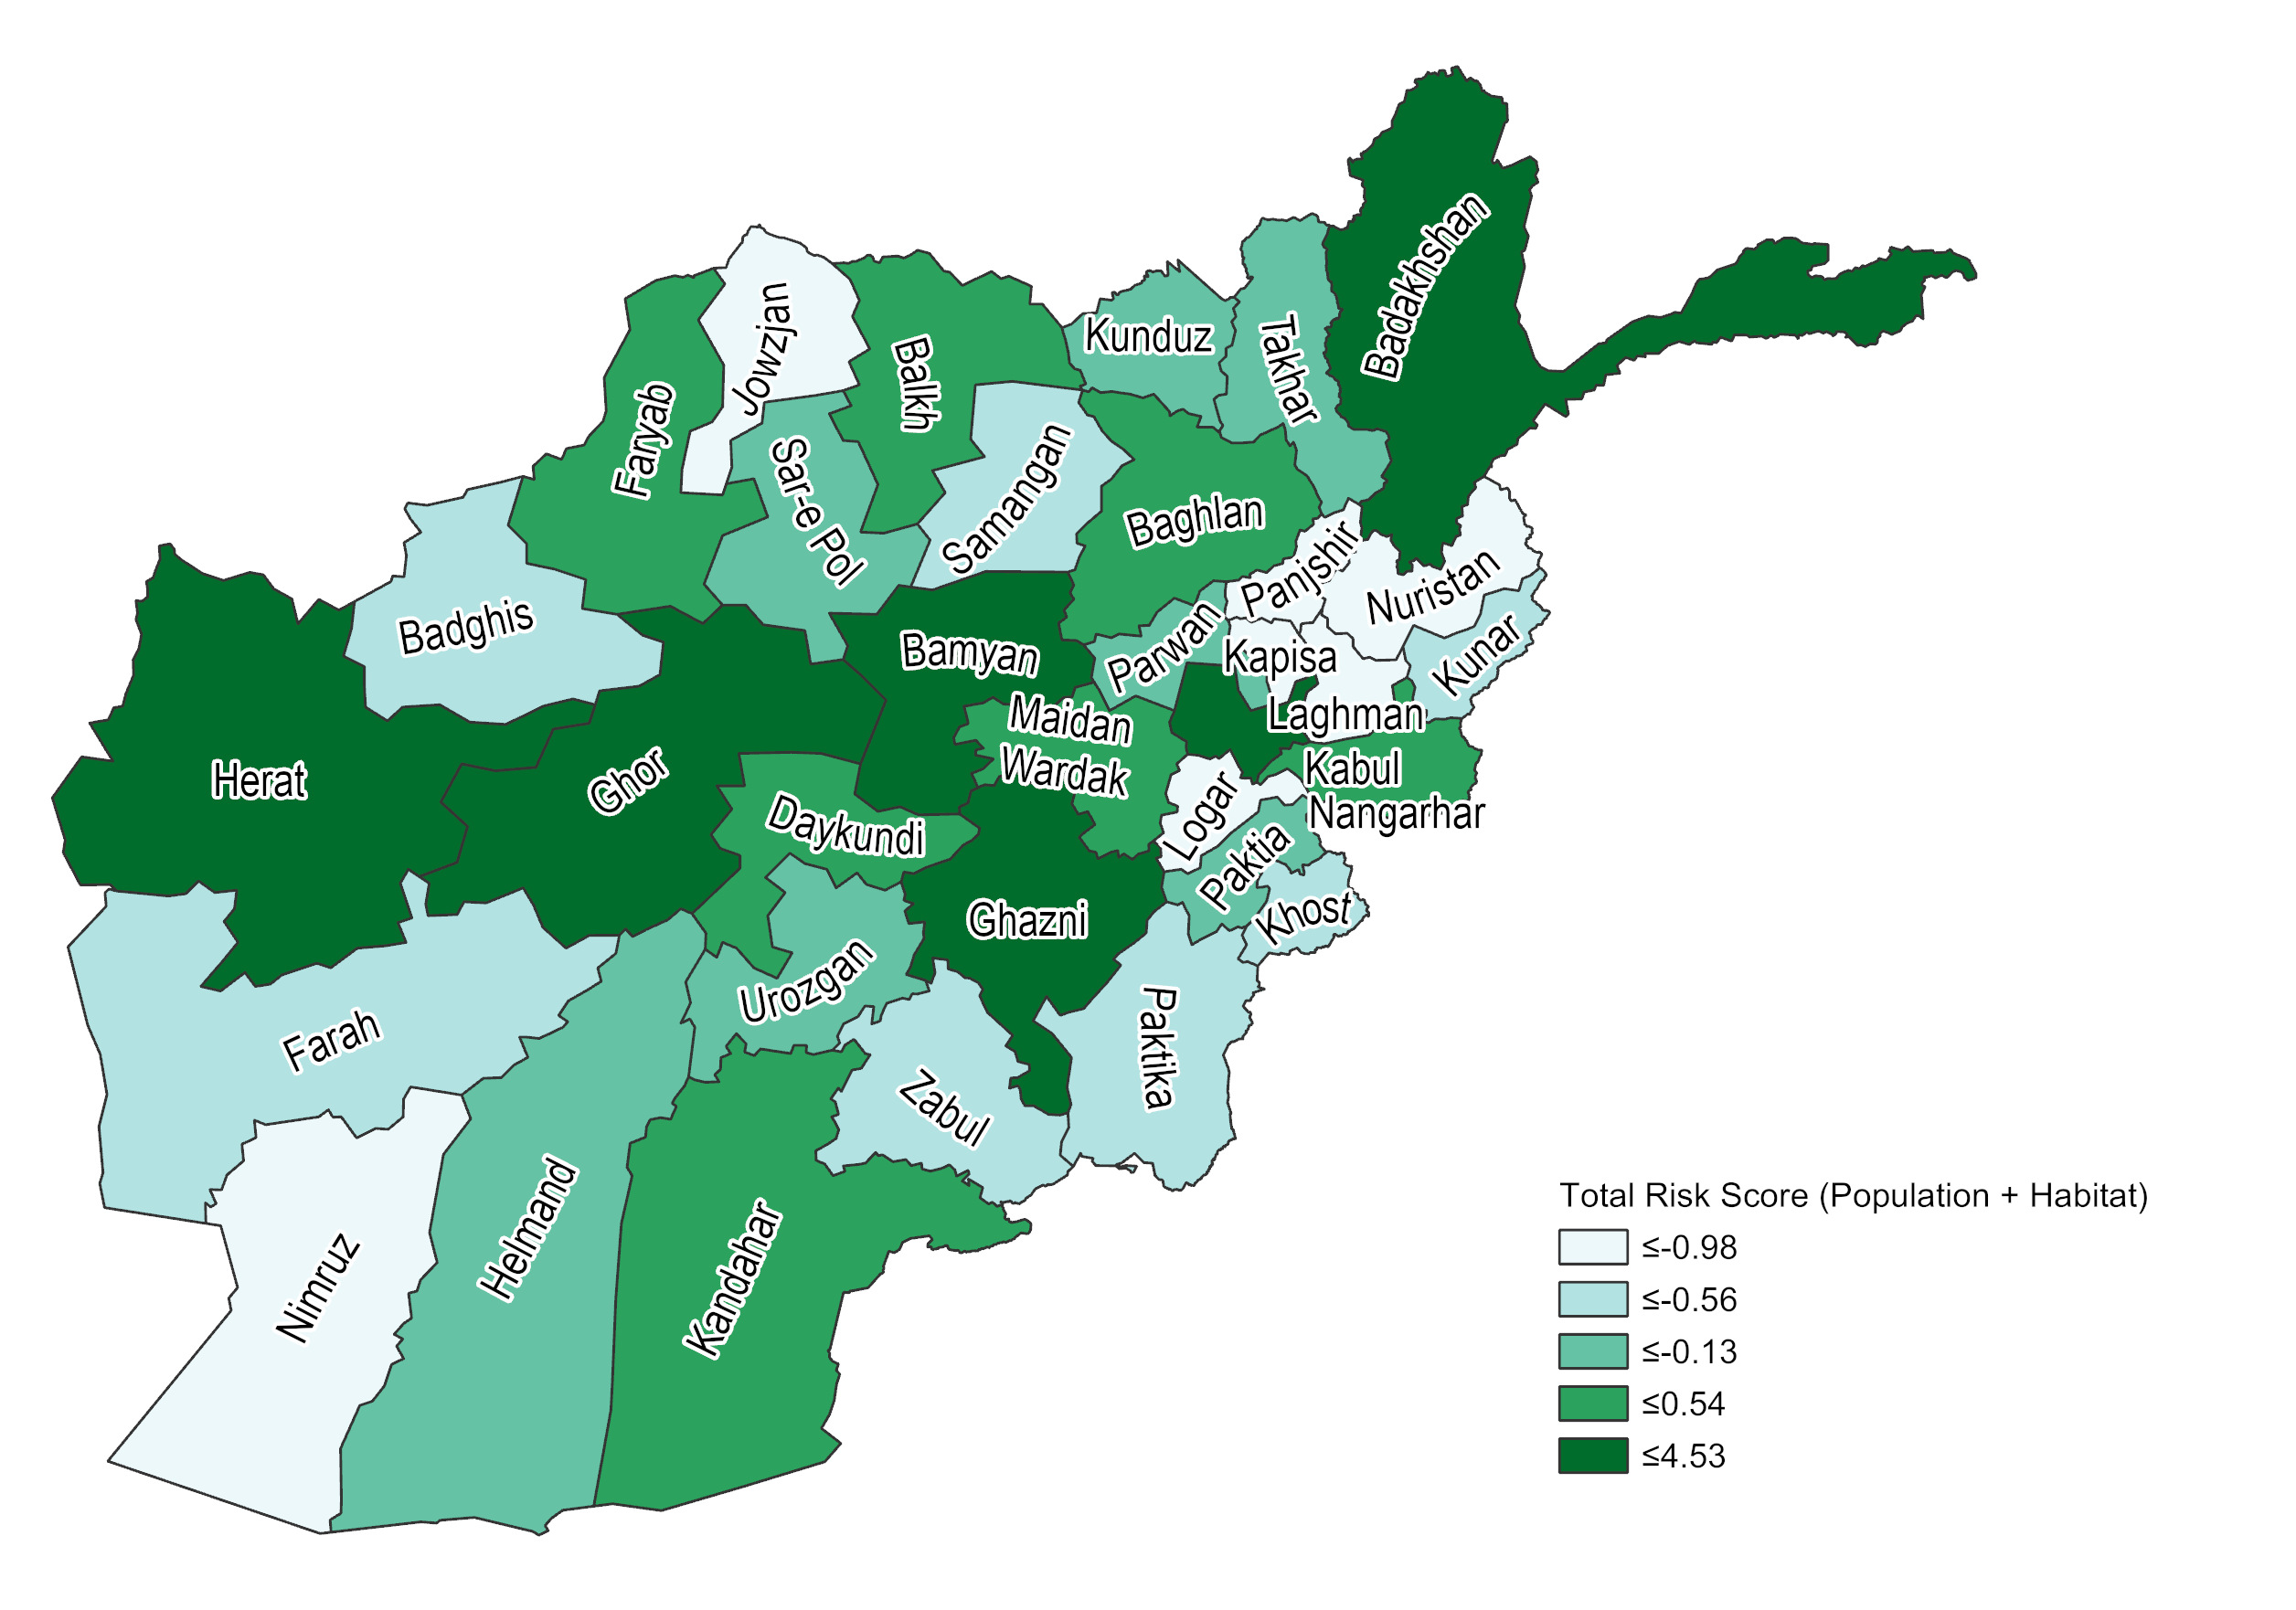 Badakhshan
Jowzjan
Kunduz
Takhar
Balkh
Faryab
Sar-e Pol
Samangan
Baghlan
Panjshir
Nuristan
Badghis
Bamyan
Parwan
Kapisa
Kunar
Maidan
Wardak
Laghman
Herat
Ghor
Kabul
Nangarhar
Logar
Daykundi
Paktia
Ghazni
Khost
Urozgan
Farah
Paktika
Zabul
Helmand
Nimruz
Kandahar
Total Risk Score (Population + Habitat)
≤-0.98
≤-0.56
≤-0.13
≤0.54
≤4.53